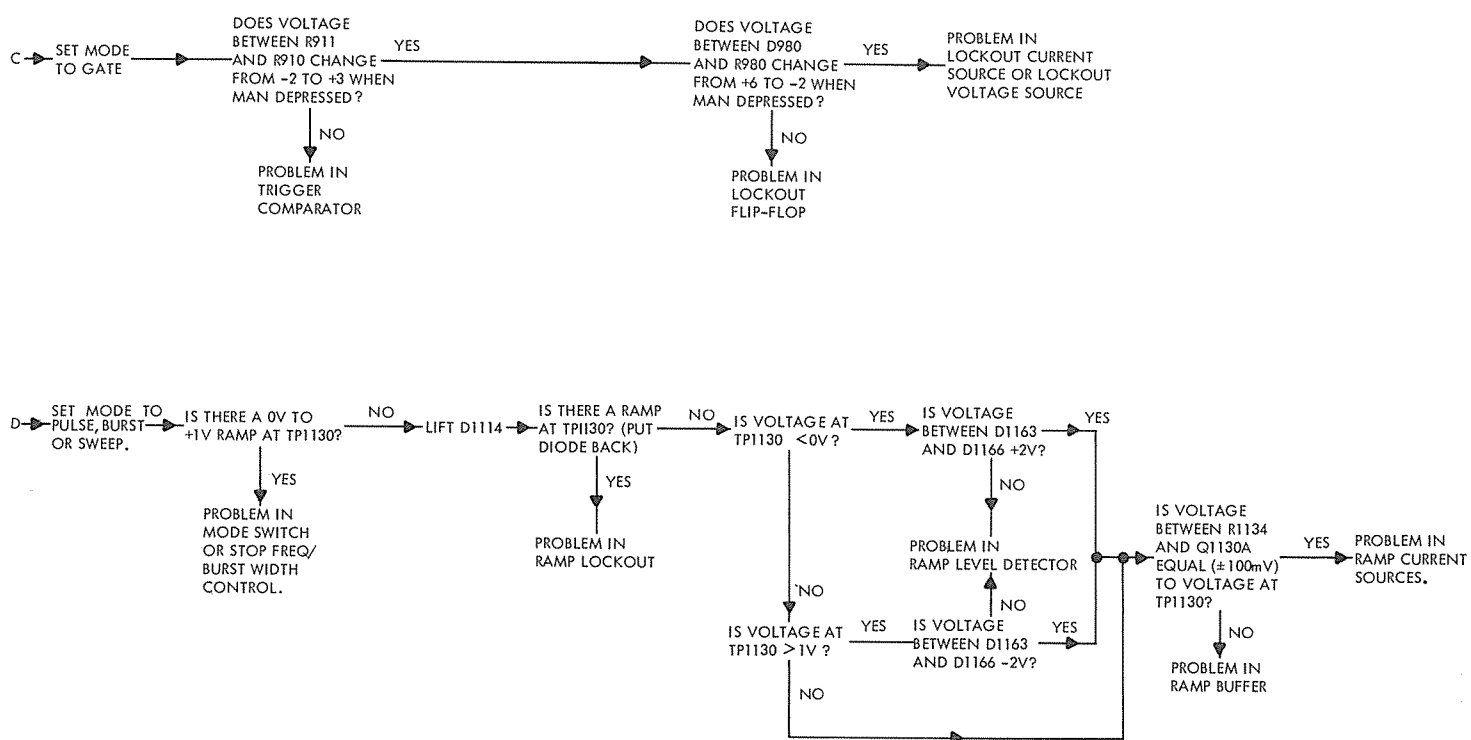 C
SET MODE
TO GATE
DOES VOLTAGE
BETWEEN R911
AND R910 CHANGE
FROM -2 TO +3 WHEN
MAN DEPRESSED?
YES
NO
PROBLEM IN
TRIGGER
COMPARATOR
DOES VOLTAGE
BETWEEN D980
AND R980 CHANGE
FROM +6 TO -2 WHEN
MAN DEPRESSED?
YES
NO
PROBLEM IN
LOCKOUT
FLIP-FLOP
PROBLEM IN
LOCKOUT CURRENT
SOURCE OR LOCKOUT
VOLTAGE SOURCE
D
SET MODE TO
PULSE, BURST
OR SWEEP.
IS THERE A 0V TO
+1V RAMP AT TP1130?
NO
YES
PROBLEM IN
MODE SWITCH
OR STOP FREQ/
BURST WIDTH
CONTROL.
LIFT D1114
IS THERE A RAMP
AT TP1130? (PUT
DIODE BACK)
NO
YES
PROBLEM IN
RAMP LOCKOUT
IS VOLTAGE AT
TP1130 <0V?
YES
NO
IS VOLTAGE
BETWEEN D1163
AND D1166 +2V?
YES
NO
PROBLEM IN
RAMP LEVEL DETECTOR
NO
IS VOLTAGE AT
TP1130 >1V ?
YES
NO
IS VOLTAGE
BETWEEN D1163
AND D1166 -2V?
YES
IS VOLTAGE
BETWEEN R1134
AND Q1130A
EQUAL (±100mV)
TO VOLTAGE AT
TP1130?
YES
NO
PROBLEM IN
RAMP BUFFER
PROBLEM IN
RAMP CURRENT
SOURCES.